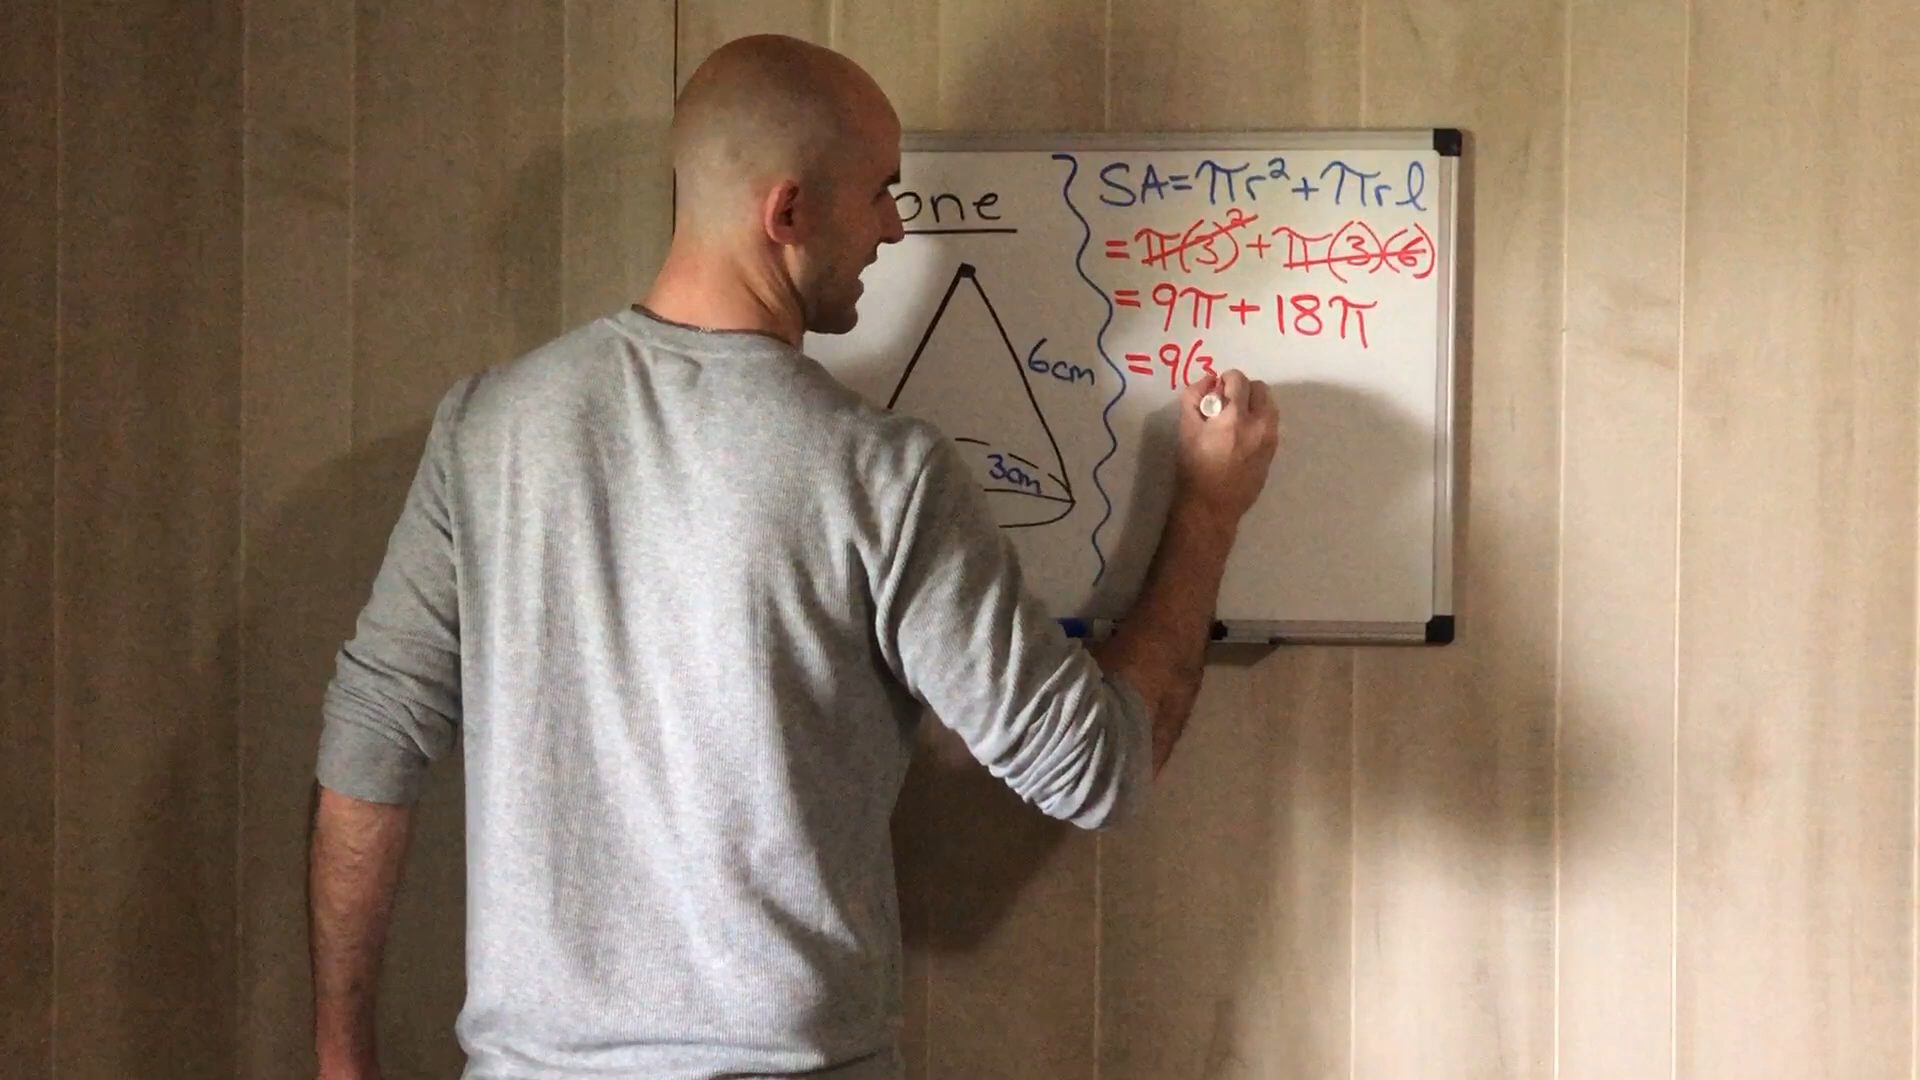 one
6cm
3cm
SA=πr²+πrl
=π(3)²+π(3)(6)
=9π+18π
=9(3